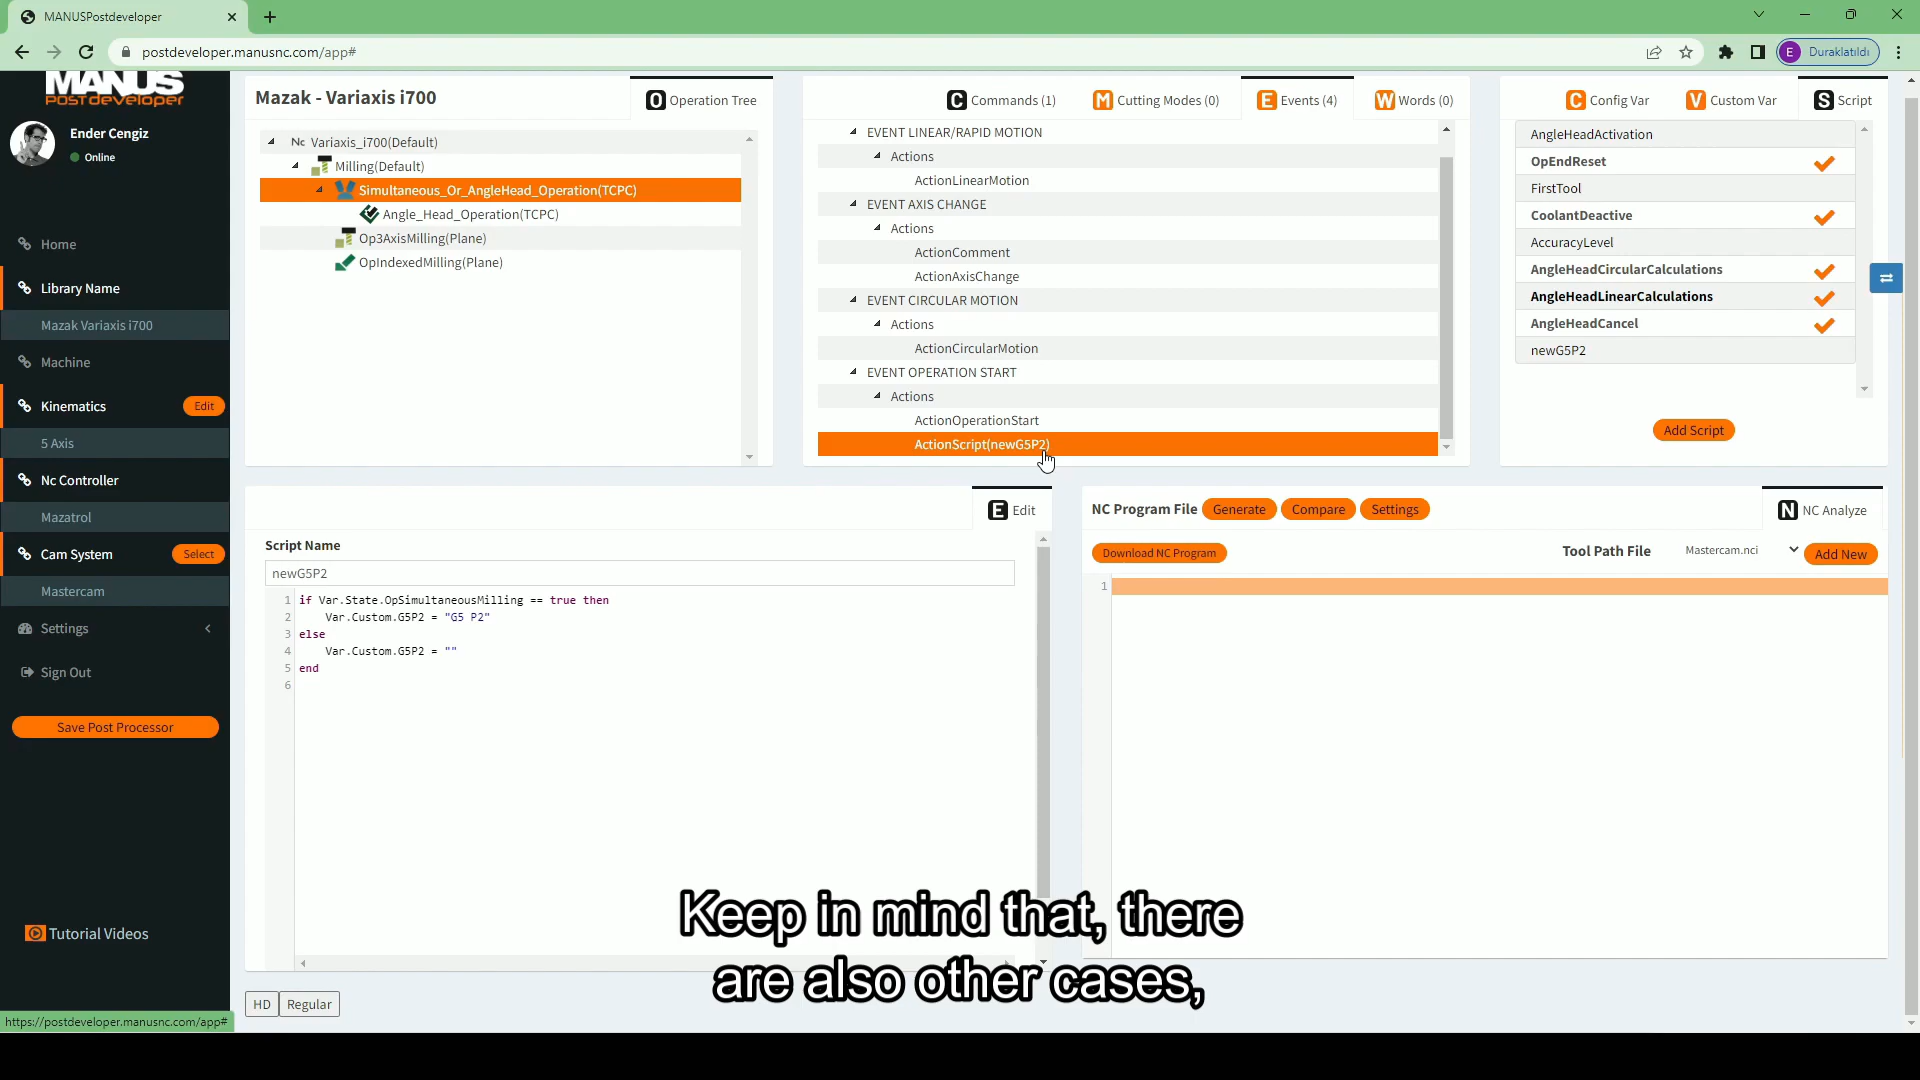 MANUSPostdeveloper
postdeveloper.manusnc.com/app#
E Duraklatıldı
MANUS
postdeveloper
Ender Cengiz
Online
Home
Library Name
Mazak Variaxis i700
Machine
Kinematics Edit
5 Axis
Nc Controller
Mazatrol
Cam System Select
Mastercam
Settings
Sign Out
Save Post Processor
Tutorial Videos
https://postdeveloper.manusnc.com/app#
Mazak - Variaxis i700
O Operation Tree
Nc Variaxis_i700(Default)
Milling(Default)
Simultaneous_Or_AngleHead_Operation(TCPC)
Angle_Head_Operation(TCPC)
Op3AxisMilling(Plane)
OpIndexedMilling(Plane)
C Commands (1) M Cutting Modes (0) E Events (4) W Words (0)
EVENT LINEAR/RAPID MOTION
Actions
ActionLinearMotion
EVENT AXIS CHANGE
Actions
ActionComment
ActionAxisChange
EVENT CIRCULAR MOTION
Actions
ActionCircularMotion
EVENT OPERATION START
Actions
ActionOperationStart
ActionScript(newG5P2)
C Config Var V Custom Var S Script
AngleHeadActivation
OpEndReset
FirstTool
CoolantDeactive
AccuracyLevel
AngleHeadCircularCalculations
AngleHeadLinearCalculations
AngleHeadCancel
newG5P2
Add Script
E Edit
Script Name
newG5P2
1 if Var.State.OpSimultaneousMilling == true then
2 Var.Custom.G5P2 = "G5 P2"
3 else
4 Var.Custom.G5P2 = ""
5 end
6
HD Regular
NC Program File Generate Compare Settings N NC Analyze
Download NC Program Tool Path File Mastercam.nci Add New
1
Keep in mind that, there
are also other cases,